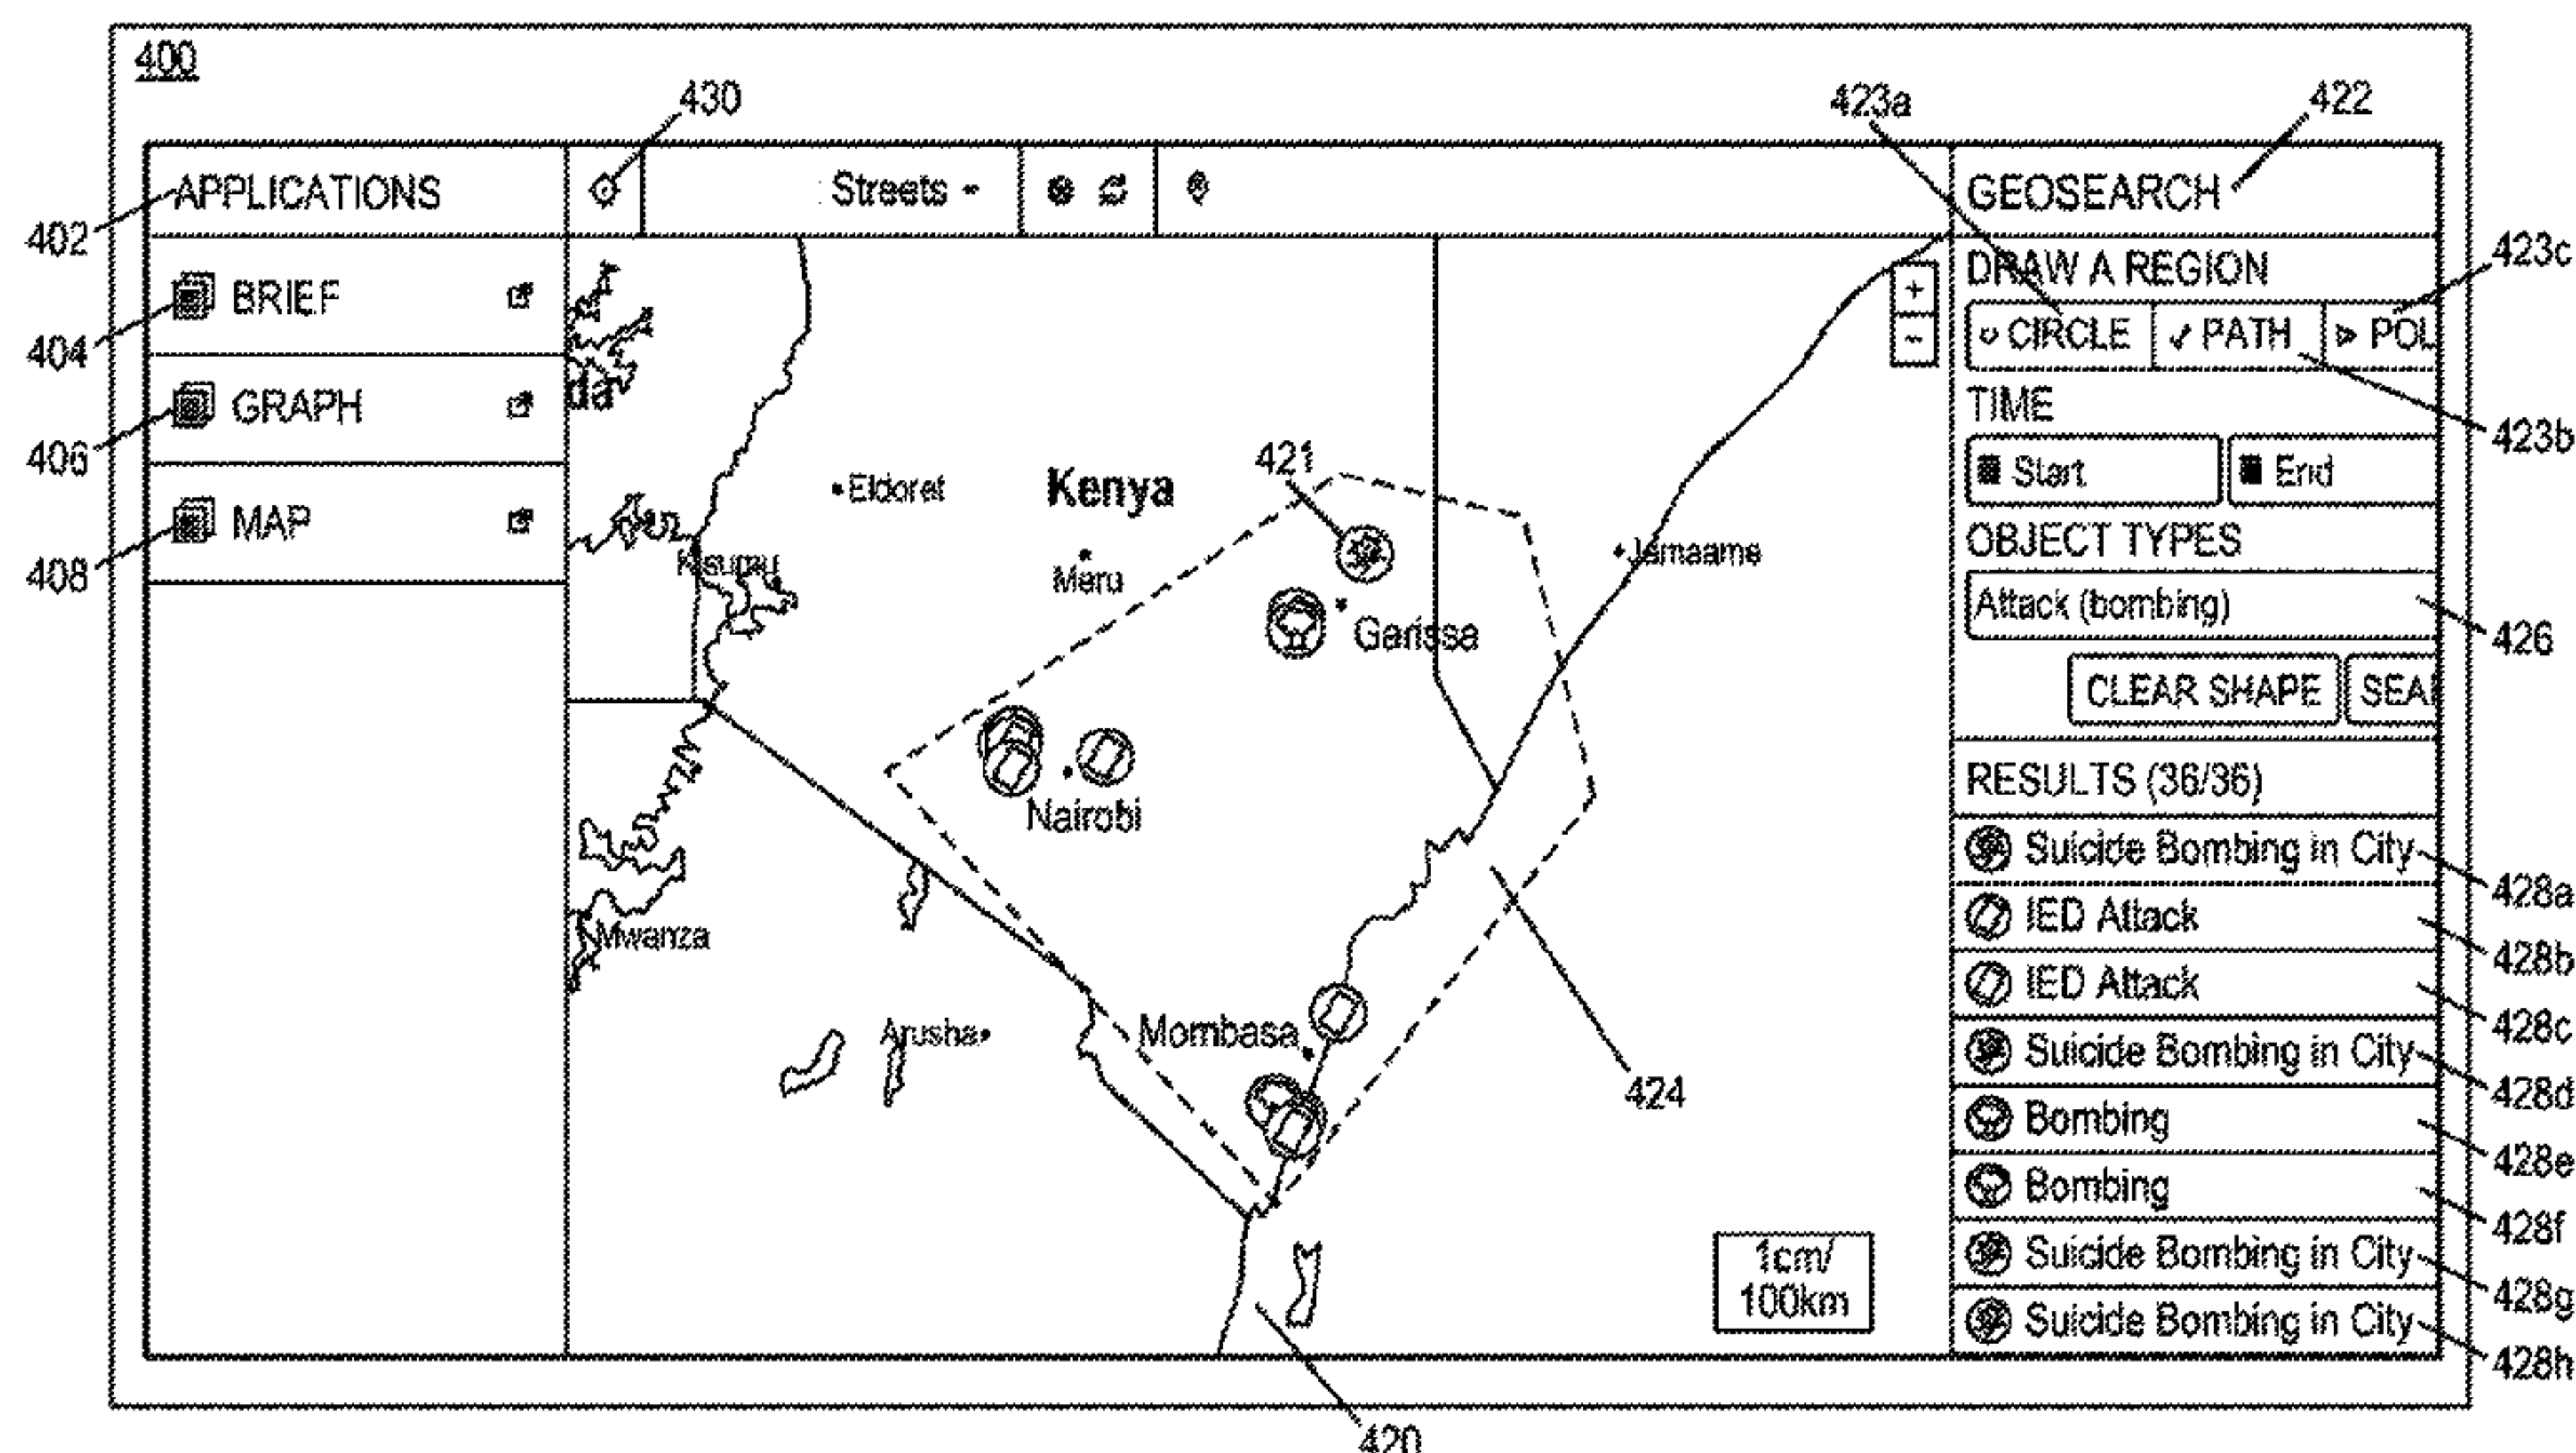 400
430
423a
422
APPLICATIONS
Streets
GEOSEARCH
402
DRAW A REGION
423c
BRIEF
CIRCLE
PATH
POL
404
GRAPH
da
TIME
406
423b
421
Eldoret
Kenya
Start
End
MAP
OBJECT TYPES
408
Kisumu
Meru
Jamaame
Attack (bombing)
Garissa
426
CLEAR SHAPE
SEAR
RESULTS (36/36)
Nairobi
Suicide Bombing in City
428a
IED Attack
Mwanza
428b
IED Attack
428c
Arusha
Mombasa
Suicide Bombing in City
424
428d
Bombing
428e
Bombing
428f
1cm/
100km
Suicide Bombing in City
428g
Suicide Bombing in City
428h
420